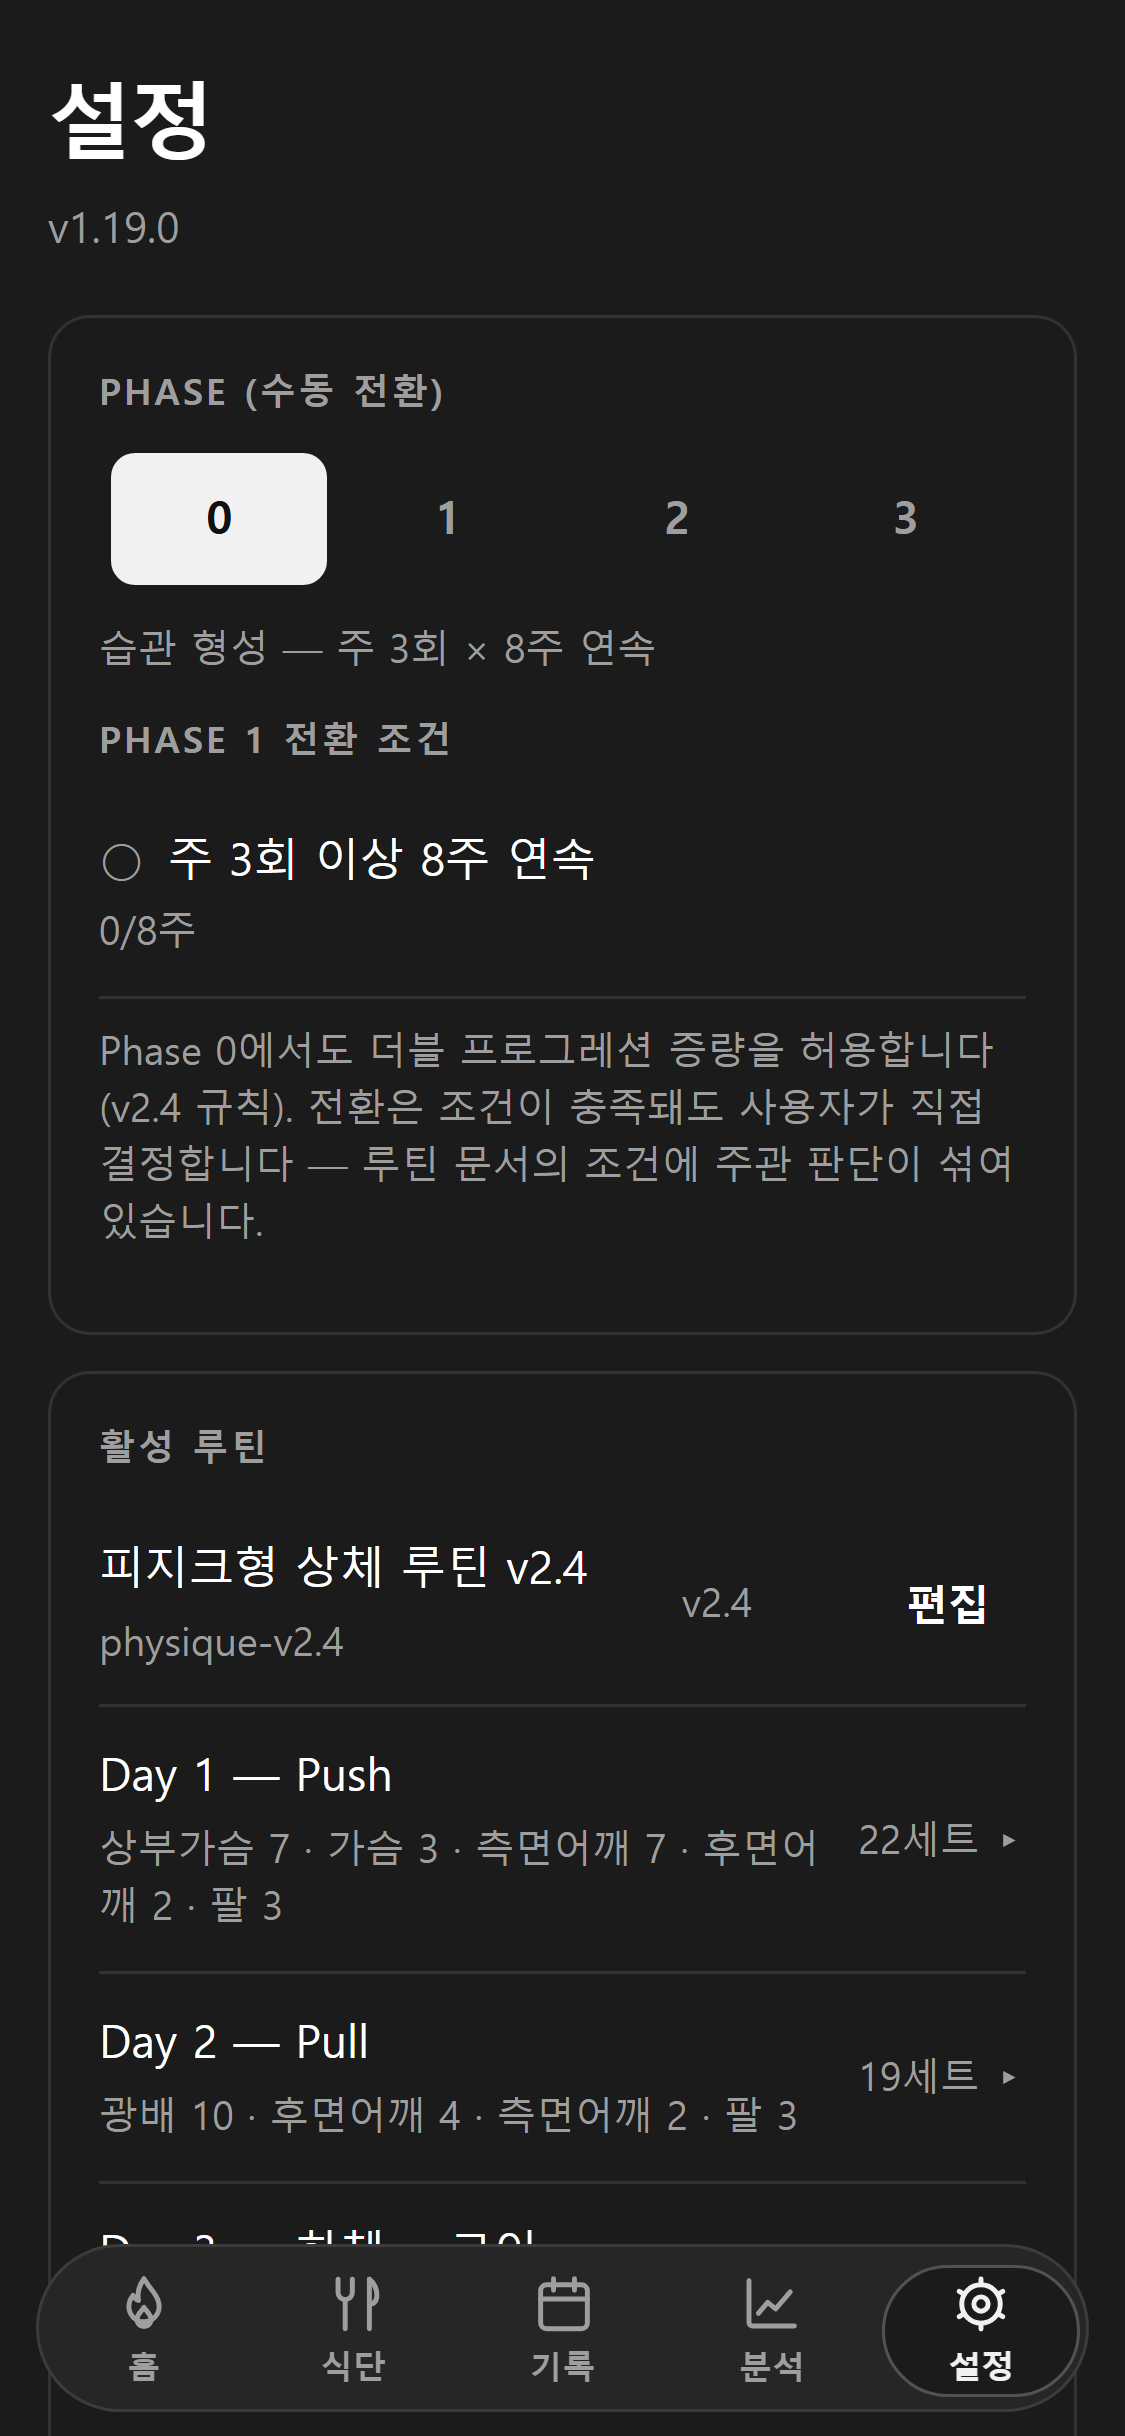 설정
v1.19.0
PHASE (수동 전환)
0 1 2 3
습관 형성 — 주 3회 × 8주 연속
PHASE 1 전환 조건
○ 주 3회 이상 8주 연속
0/8주
Phase 0에서도 더블 프로그레션 증량을 허용합니다
(v2.4 규칙). 전환은 조건이 충족돼도 사용자가 직접
결정합니다 — 루틴 문서의 조건에 주관 판단이 섞여
있습니다.
활성 루틴
피지크형 상체 루틴 v2.4
physique-v2.4
v2.4
편집
Day 1 — Push
상부가슴 7 · 가슴 3 · 측면어깨 7 · 후면어
깨 2 · 팔 3
22세트 ▸
Day 2 — Pull
광배 10 · 후면어깨 4 · 측면어깨 2 · 팔 3
19세트 ▸
홈 식단 기록 분석 설정